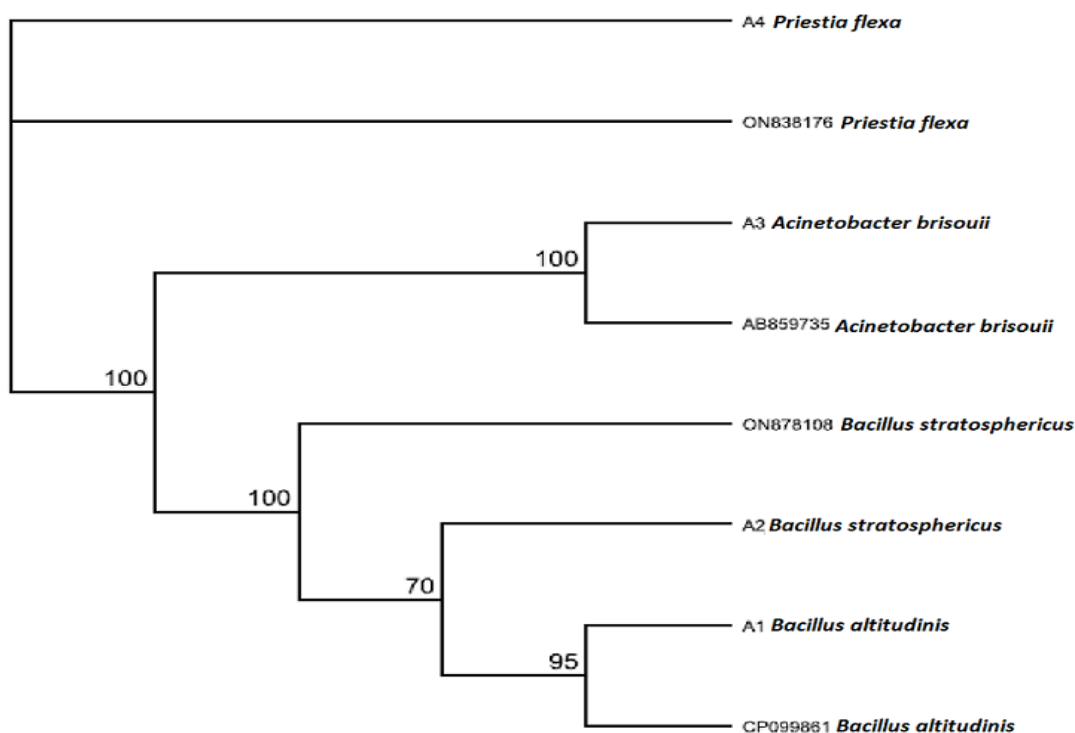 A4 Priestia flexa
ON838176 Priestia flexa
A3 Acinetobacter brisouii
100
AB859735 Acinetobacter brisouii
100
ON878108 Bacillus stratosphericus
100
A2 Bacillus stratosphericus
70
A1 Bacillus altitudinis
95
CP099861 Bacillus altitudinis